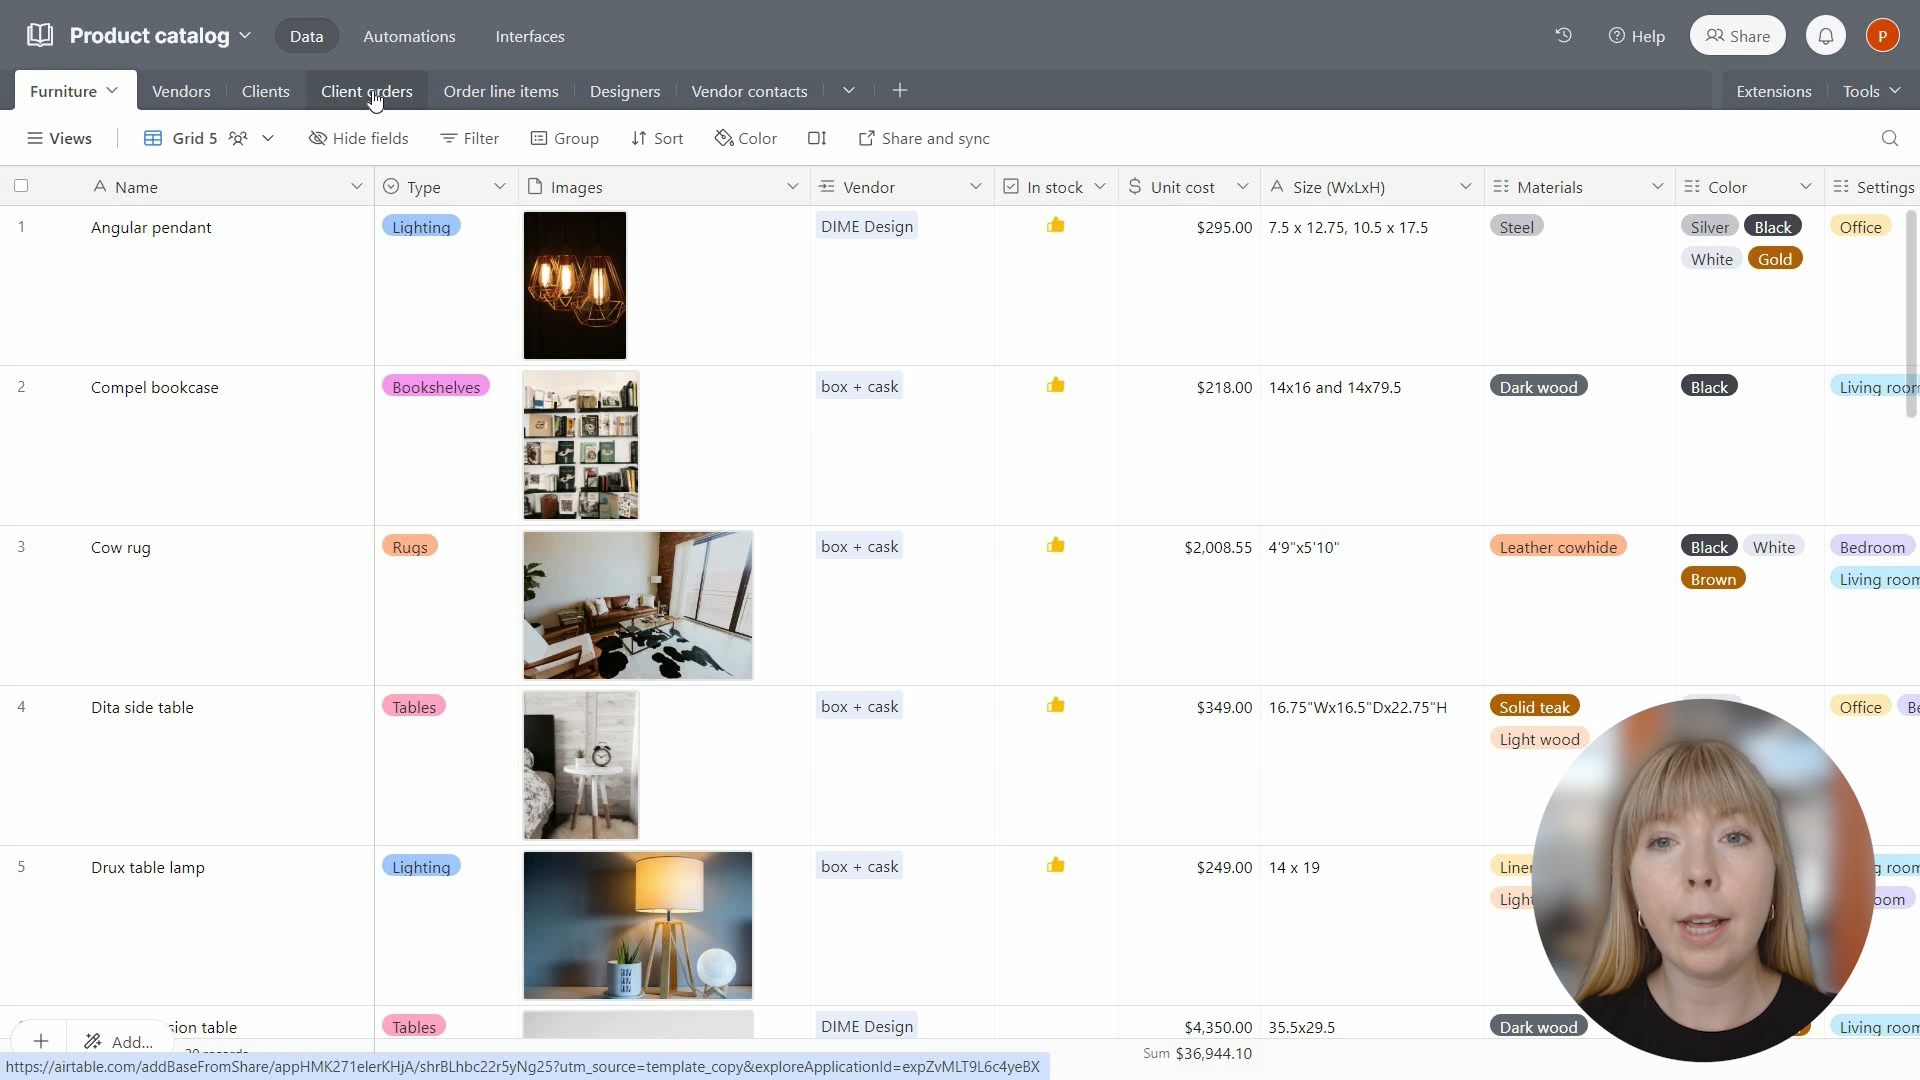 Product catalog
Data
Automations
Interfaces
Help
Share
P
Furniture
Vendors
Clients
Client orders
Order line items
Designers
Vendor contacts
Extensions
Tools
Views
Grid 5
Hide fields
Filter
Group
Sort
Color
Share and sync
Name
Type
Images
Vendor
In stock
Unit cost
Size (WxLxH)
Materials
Color
Settings
1
Angular pendant
Lighting
DIME Design
$295.00
7.5 x 12.75, 10.5 x 17.5
Steel
Silver Black
White Gold
Office
2
Compel bookcase
Bookshelves
box + cask
$218.00
14x16 and 14x79.5
Dark wood
Black
Living room
3
Cow rug
Rugs
box + cask
$2,008.55
4'9"x5'10"
Leather cowhide
Black White
Brown
Bedroom
Living room
4
Dita side table
Tables
box + cask
$349.00
16.75"Wx16.5"Dx22.75"H
Solid teak
Light wood
Office
5
Drux table lamp
Lighting
box + cask
$249.00
14 x 19
room
Tables
DIME Design
$4,350.00
35.5x29.5
Dark wood
Living room
table
Add...
Sum $36,944.10
https://airtable.com/addBaseFromShare/appHMK271elerKHjA/shrBLhbc22r5yNg25?utm_source=template_copy&exploreApplicationId=expZvMLT9L6c4yeBX